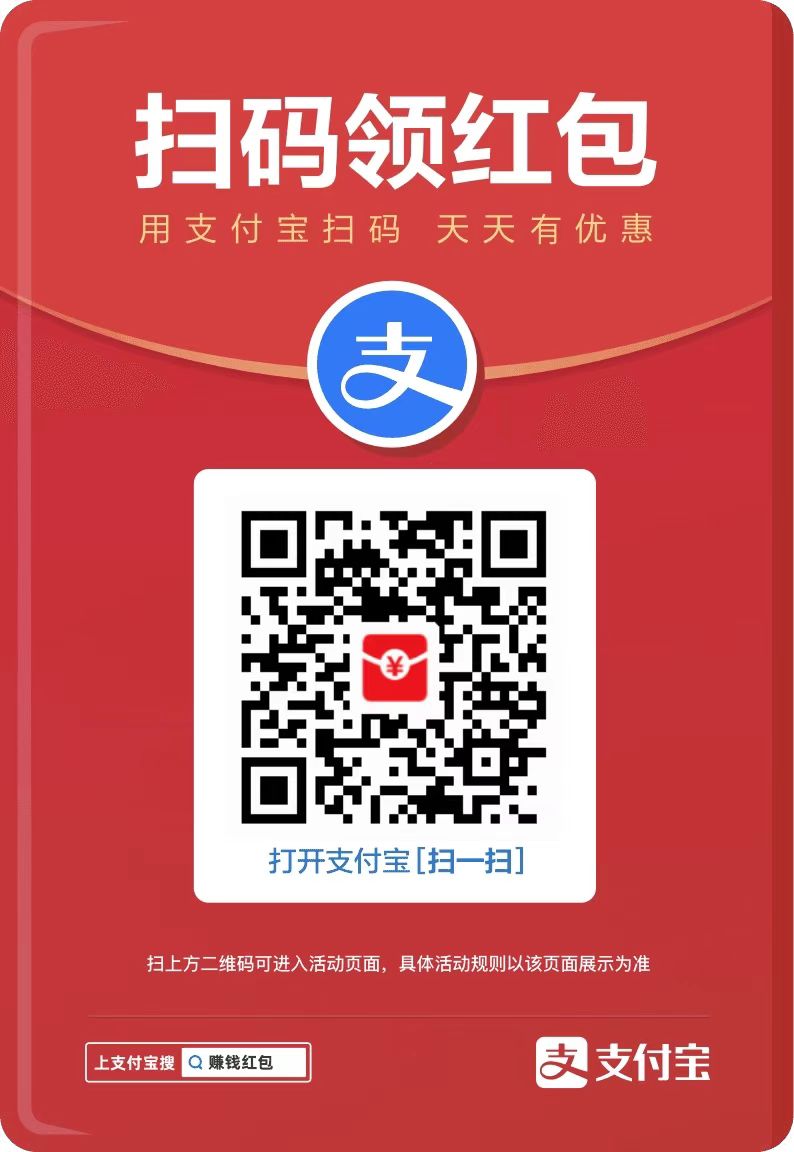 扫码领红包
用支付宝扫码 天天有优惠
支
¥
打开支付宝[扫一扫]
扫上方二维码可进入活动页面，具体活动规则以该页面展示为准
上支付宝搜 赚钱红包
支 支付宝